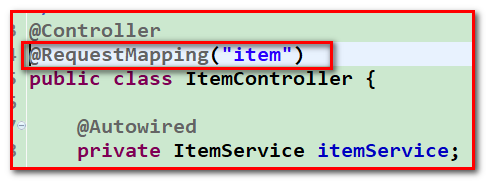 @Controller
@RequestMapping("item")
public class ItemController {
@Autowired
private ItemService itemService;